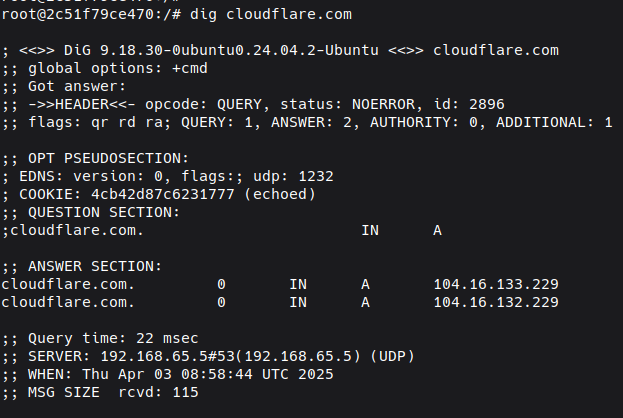 root@2c51f79ce470:/# dig cloudflare.com
; <<>> DiG 9.18.30-0ubuntu0.24.04.2-Ubuntu <<>> cloudflare.com
;; global options: +cmd
;; Got answer:
;; ->>HEADER<<- opcode: QUERY, status: NOERROR, id: 2896
;; flags: qr rd ra; QUERY: 1, ANSWER: 2, AUTHORITY: 0, ADDITIONAL: 1
;; OPT PSEUDOSECTION:
; EDNS: version: 0, flags:; udp: 1232
; COOKIE: 4cb42d87c6231777 (echoed)
;; QUESTION SECTION:
;cloudflare.com. IN A
;; ANSWER SECTION:
cloudflare.com. 0 IN A 104.16.133.229
cloudflare.com. 0 IN A 104.16.132.229
;; Query time: 22 msec
;; SERVER: 192.168.65.5#53(192.168.65.5) (UDP)
;; WHEN: Thu Apr 03 08:58:44 UTC 2025
;; MSG SIZE rcvd: 115